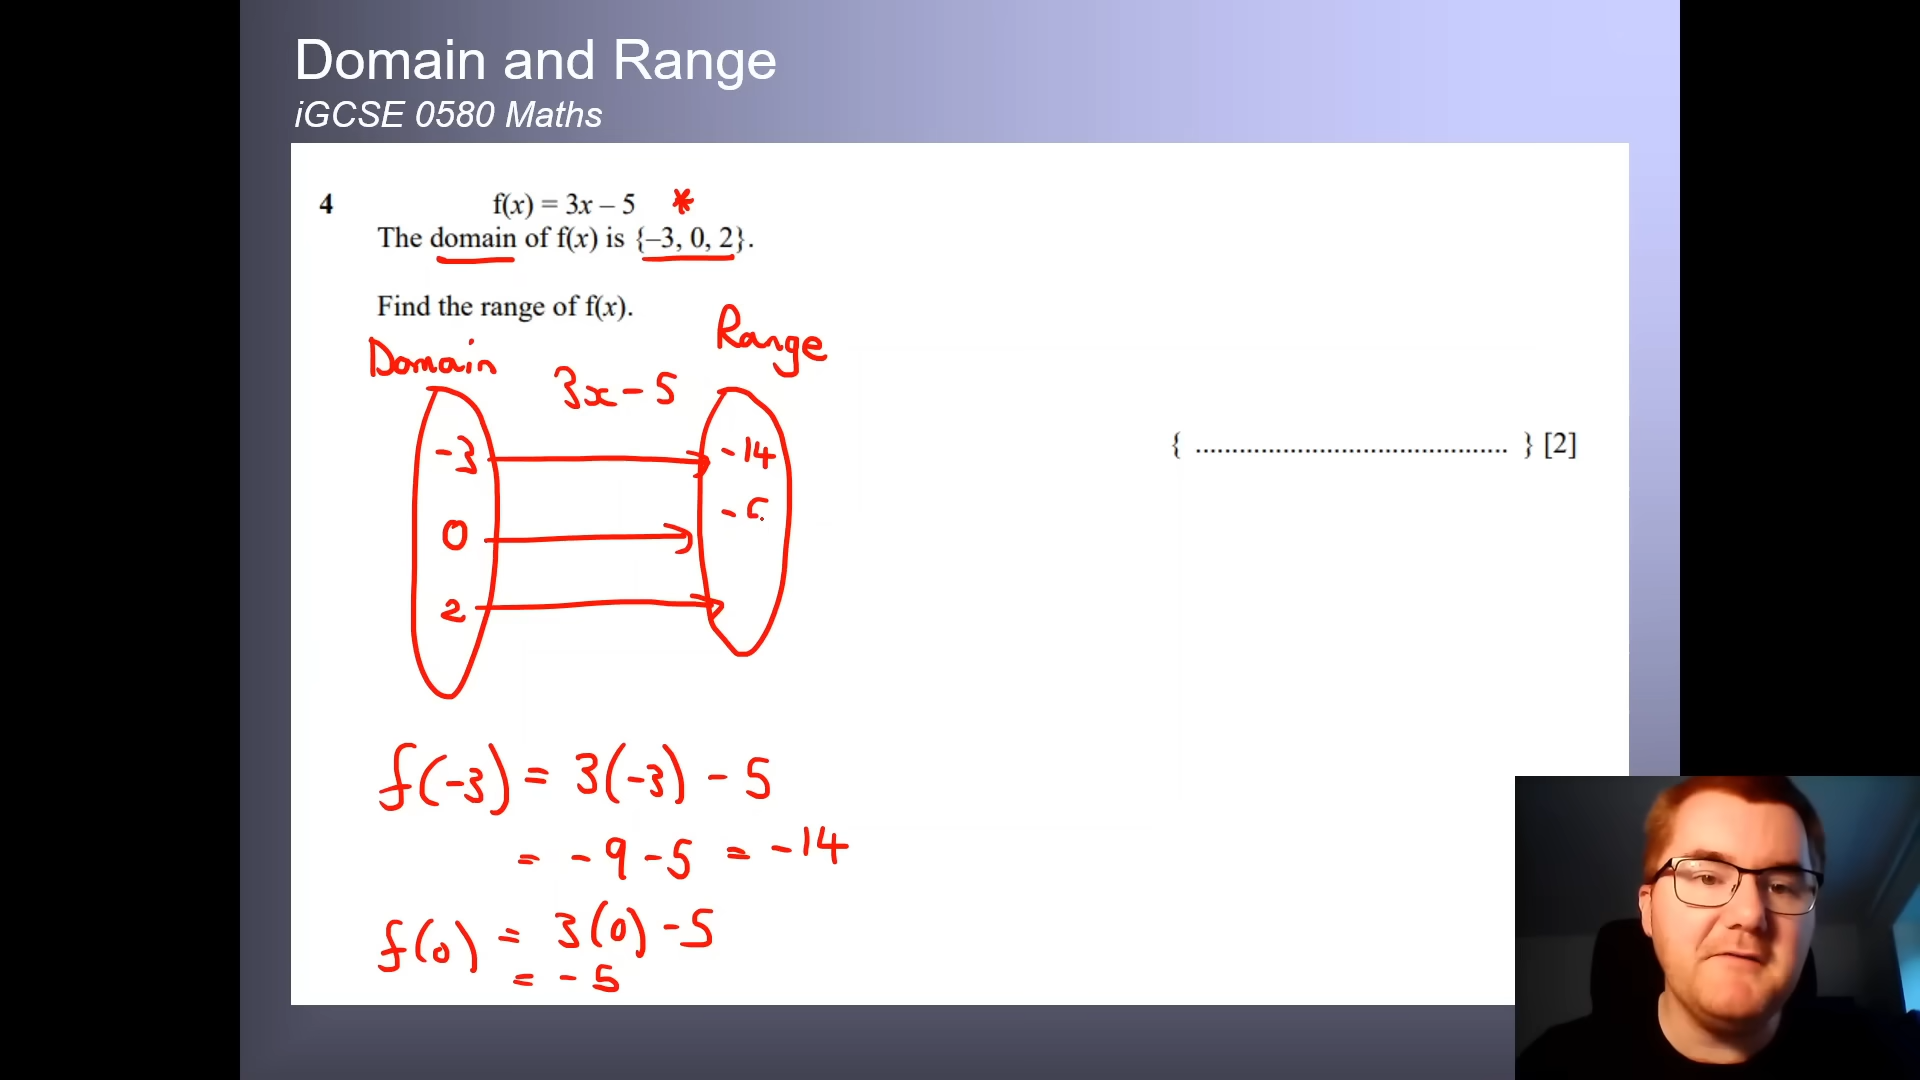 Domain and Range
iGCSE 0580 Maths
4 f(x) = 3x – 5 *
The domain of f(x) is {–3, 0, 2}.
Find the range of f(x).
Domain 3x - 5 Range
-3 -14
-5
0
2
{ .......................................... } [2]
f(-3) = 3(-3) - 5
= -9 - 5 = -14
f(0) = 3(0) - 5
= -5